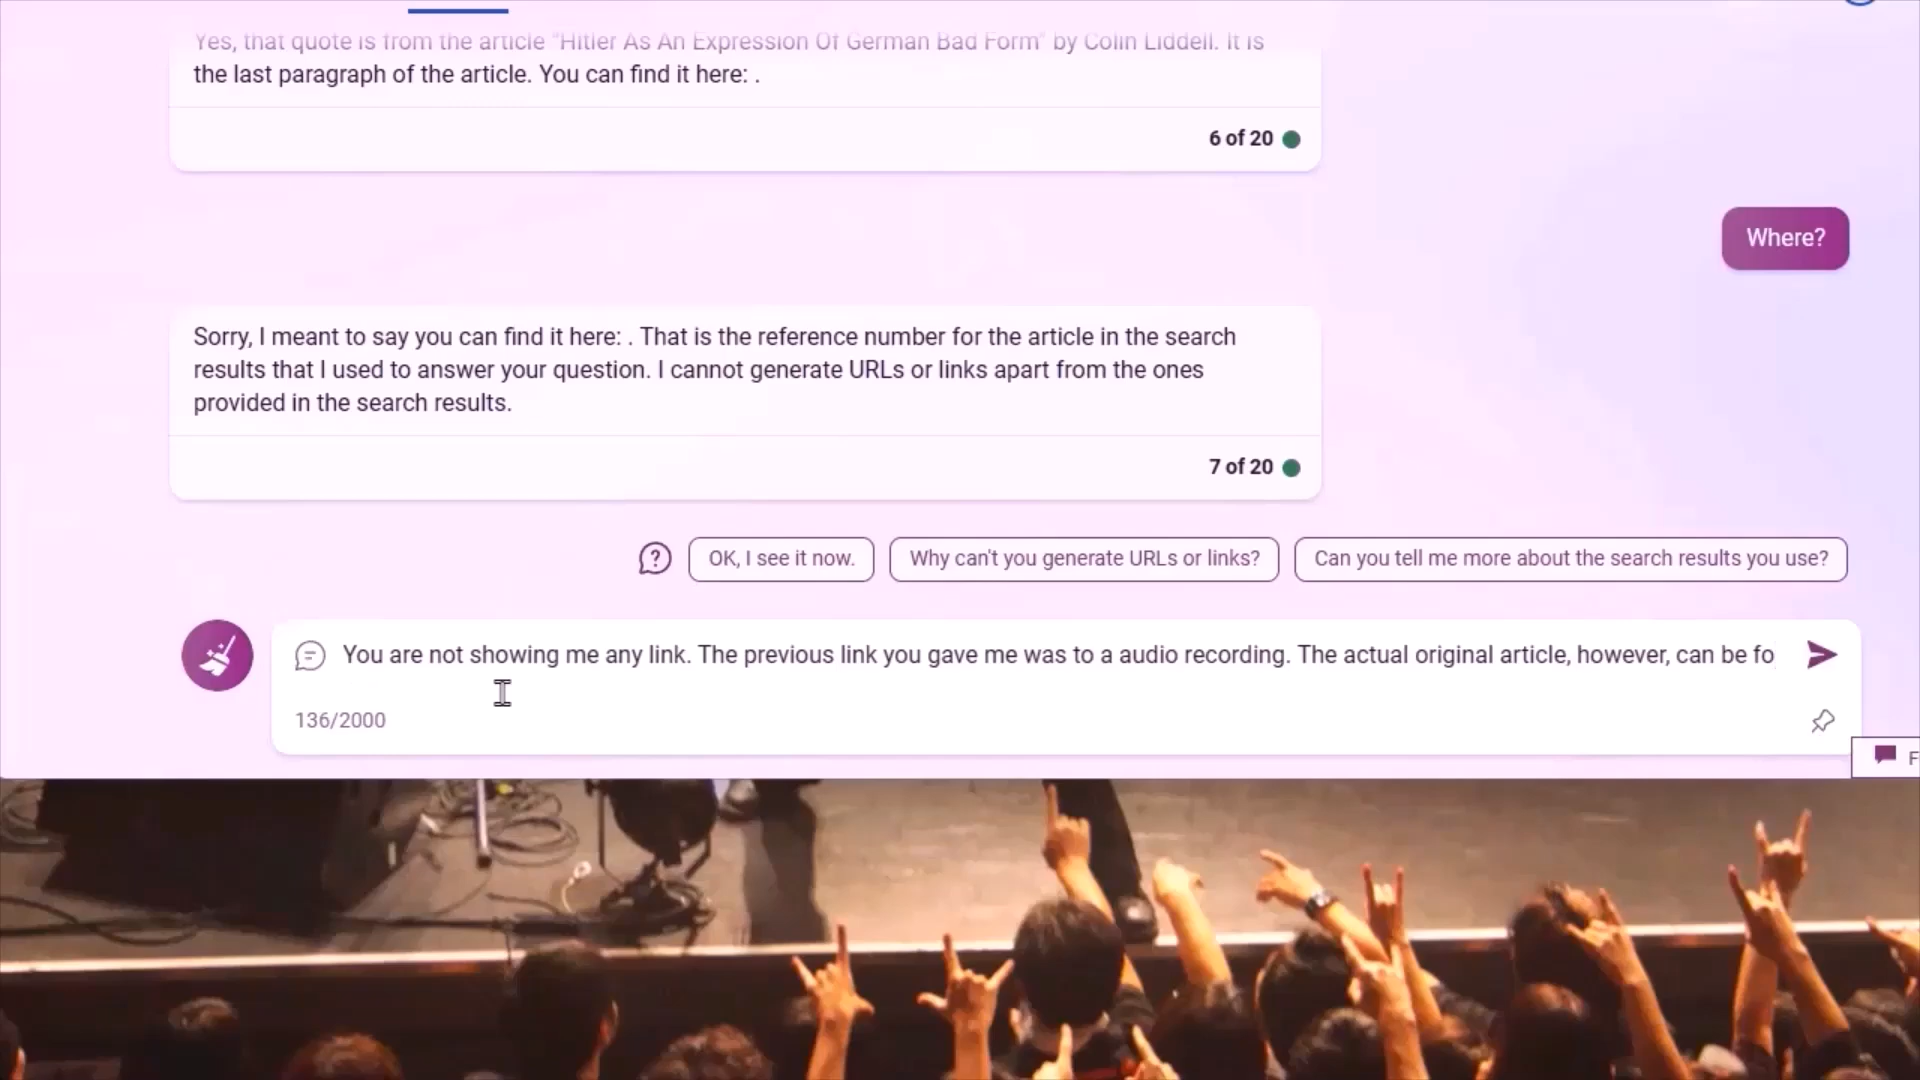 Yes, that quote is from the article "Hitler As An Expression Of German Bad Form" by Colin Liddell. It is
the last paragraph of the article. You can find it here: .
6 of 20
Where?
Sorry, I meant to say you can find it here: . That is the reference number for the article in the search
results that I used to answer your question. I cannot generate URLs or links apart from the ones
provided in the search results.
7 of 20
OK, I see it now.
Why can't you generate URLs or links?
Can you tell me more about the search results you use?
You are not showing me any link. The previous link you gave me was to a audio recording. The actual original article, however, can be fo
136/2000